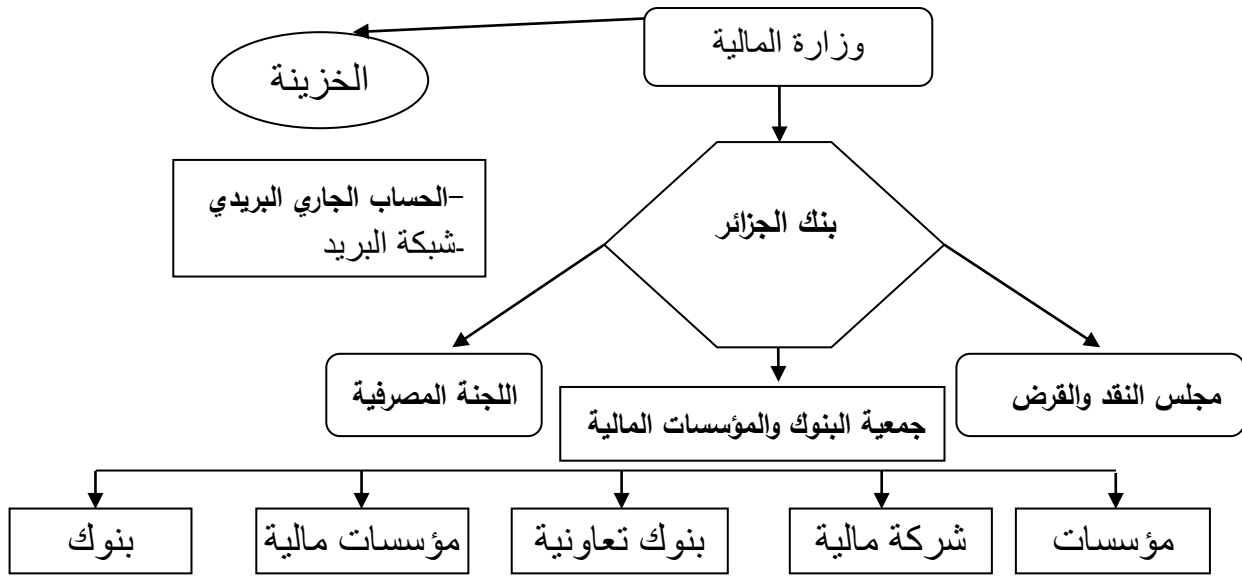 وزارة المالية
الخزينة
-الحساب الجاري البريدي
-شبكة البريد
بنك الجزائر
مجلس النقد والقرض
اللجنة المصرفية
جمعية البنوك والمؤسسات المالية
مؤسسات
شركة مالية
بنوك تعاونية
مؤسسات مالية
بنوك